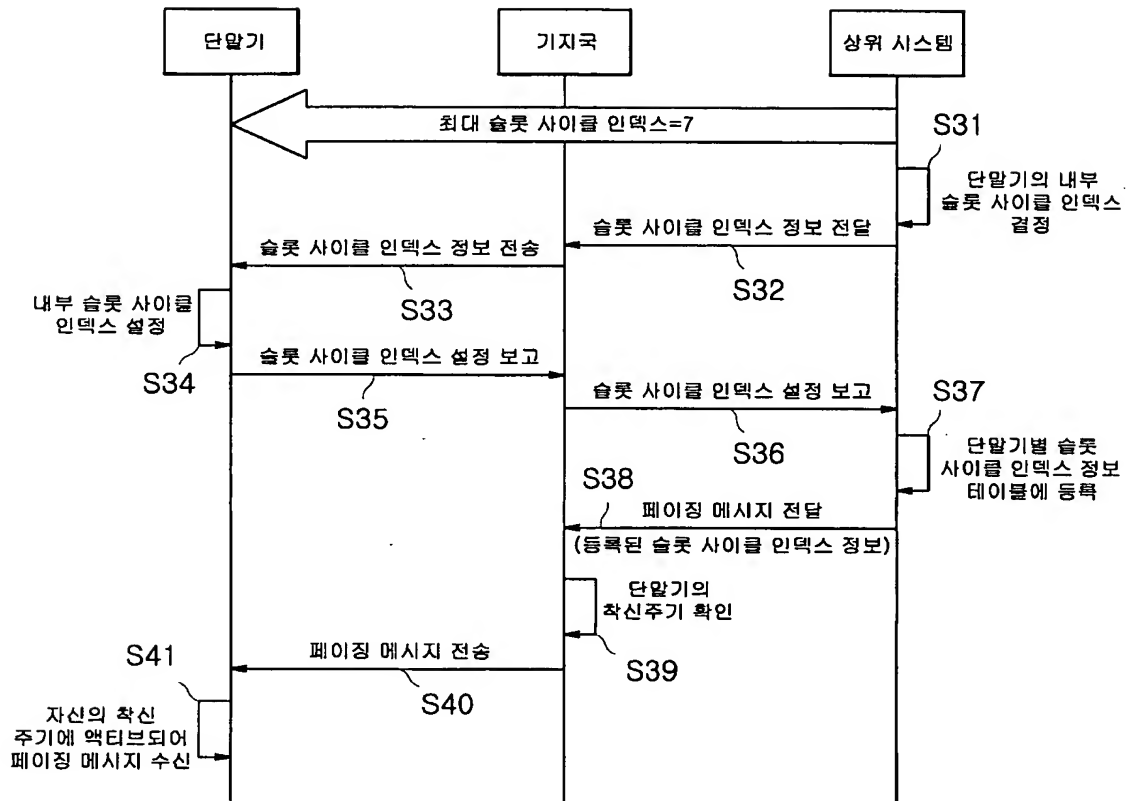 단말기
기지국
상위 시스템
최대 슬롯 사이클 인덱스=7
S31
단말기의 내부
슬롯 사이클 인덱스
결정
슬롯 사이클 인덱스 정보 전달
S32
슬롯 사이클 인덱스 정보 전송
S33
내부 슬롯 사이클
인덱스 설정
S34
슬롯 사이클 인덱스 설정 보고
S35
슬롯 사이클 인덱스 설정 보고
S36
S37
단말기별 슬롯
사이클 인덱스 정보
테이블에 등록
S38
페이징 메시지 전달
(등록된 슬롯 사이클 인덱스 정보)
단말기의
착신주기 확인
S39
페이징 메시지 전송
S40
S41
자신의 착신
주기에 액티브되어
페이징 메시지 수신